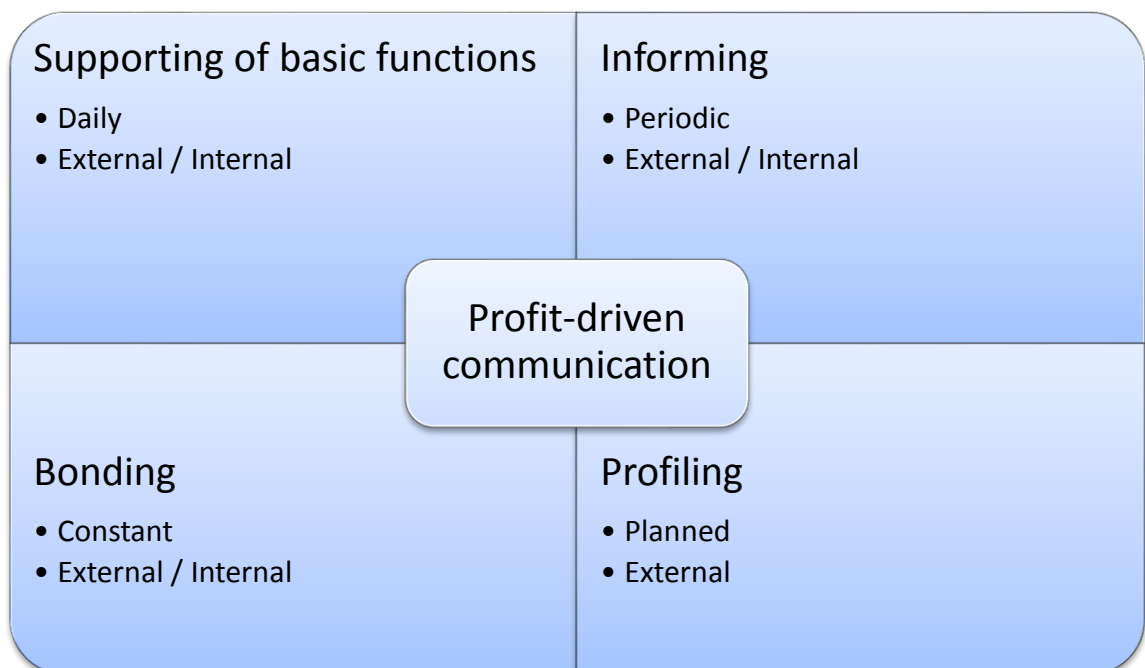 Supporting of basic functions
• Daily
• External / Internal
Informing
• Periodic
• External / Internal
Profit-driven
communication
Bonding
• Constant
• External / Internal
Profiling
• Planned
• External